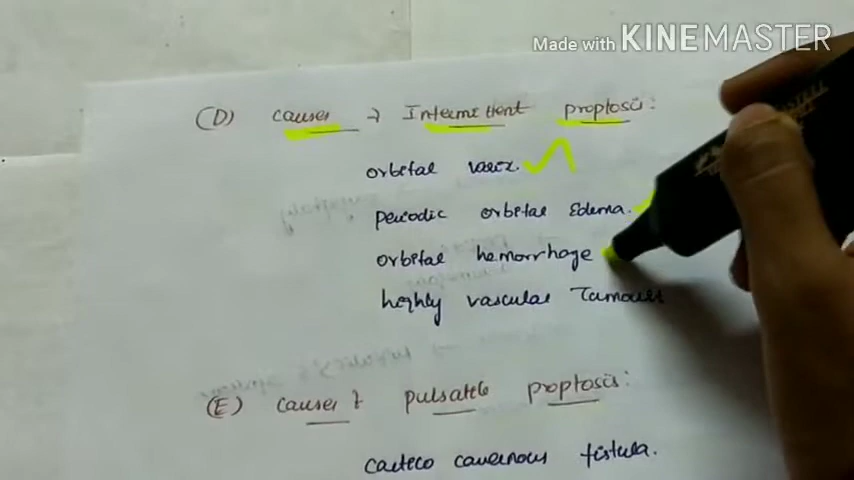 Made with KINEMASTER
(D) causes → Intermittent proptosis:
orbital varix.
periodic orbital Edema.
orbital hemorrhage
highly vascular Tumours
(E) causes → pulsatile proptosis:
carteco cavernous fistula.